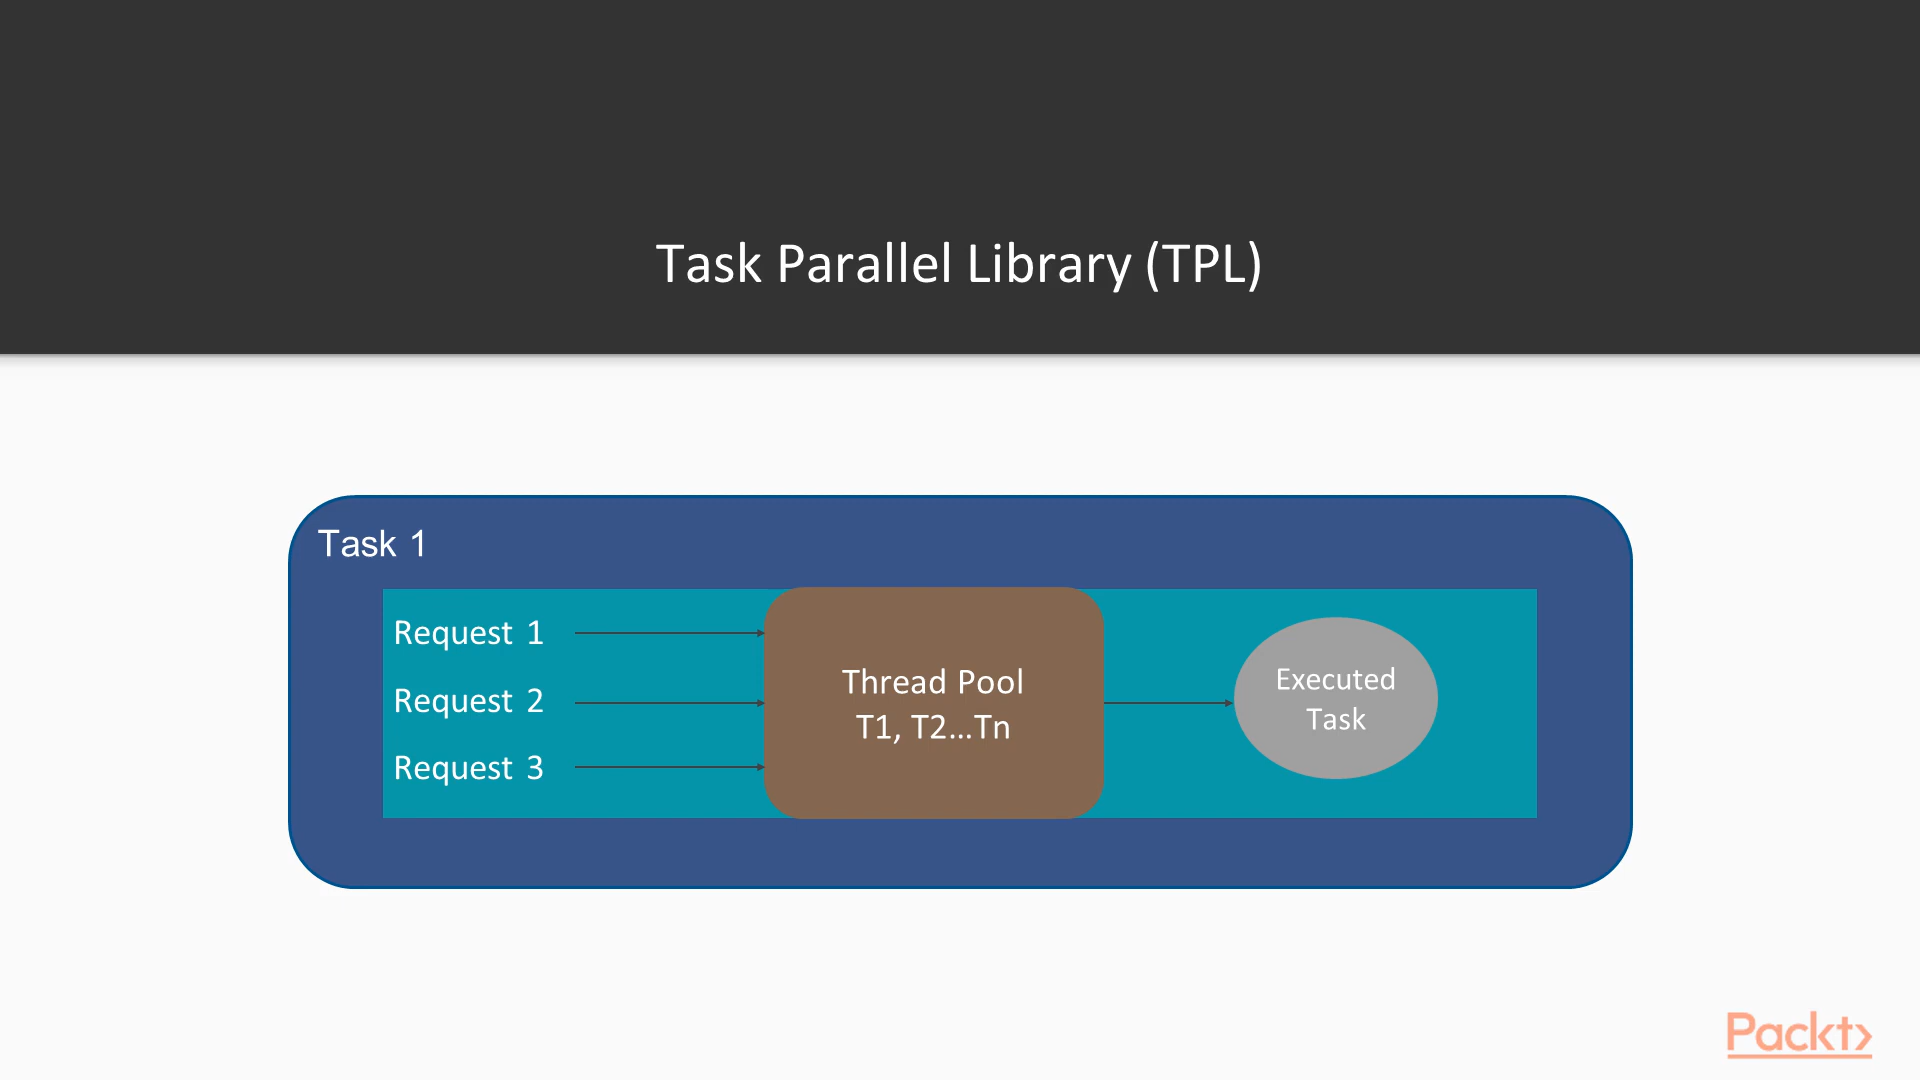 Task Parallel Library (TPL)
Task 1
Request 1
Request 2
Request 3
Thread Pool
T1, T2...Tn
Executed
Task
Packt>